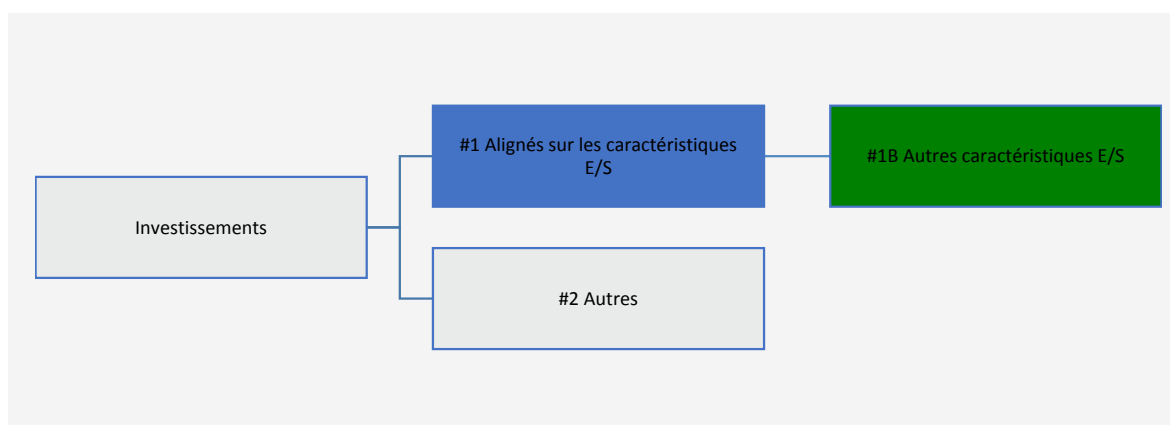 #1 Alignés sur les caractéristiques
E/S
#1B Autres caractéristiques E/S
Investissements
#2 Autres